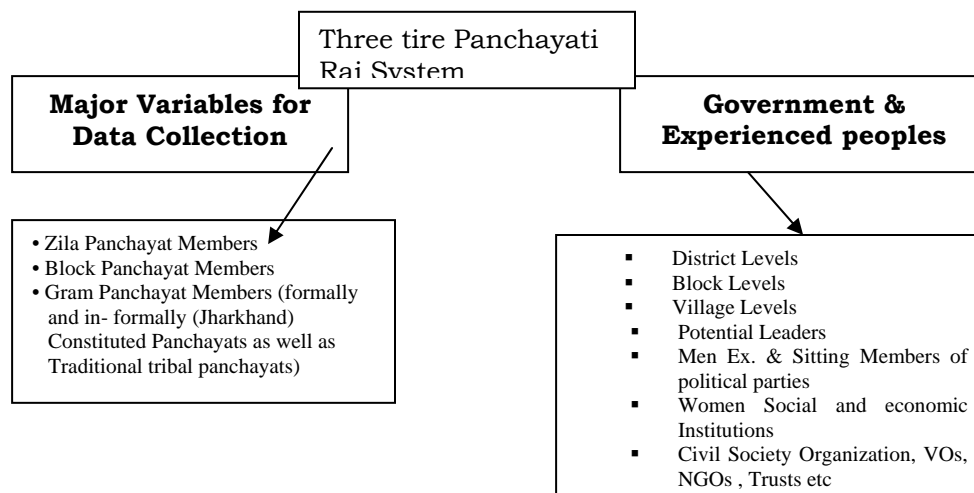 Three tire Panchayati
Raj System
Major Variables for
Data Collection
Government &
Experienced peoples
• Zila Panchayat Members
• Block Panchayat Members
• Gram Panchayat Members (formally
and in- formally (Jharkhand)
Constituted Panchayats as well as
Traditional tribal panchayats)
▪ District Levels
▪ Block Levels
▪ Village Levels
▪ Potential Leaders
▪ Men Ex. & Sitting Members of
political parties
▪ Women Social and economic
Institutions
▪ Civil Society Organization, VOs,
NGOs , Trusts etc